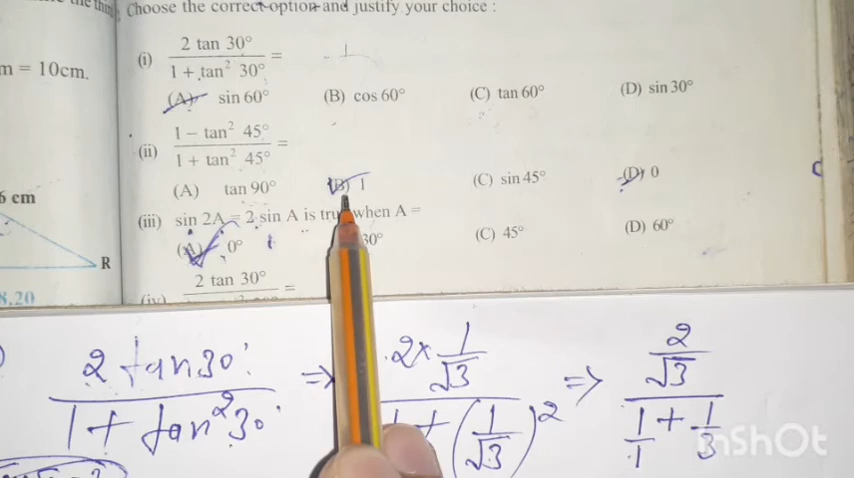 Choose the correct option and justify your choice :
m = 10cm.
(i) 2 tan 30° / 1 + tan² 30° =
(A) sin 60° (B) cos 60° (C) tan 60° (D) sin 30°
(ii) 1 − tan² 45° / 1 + tan² 45° =
(A) tan 90° (B) 1 (C) sin 45° (D) 0
6 cm
(iii) sin 2A = 2 sin A is true when A =
(A) 0° 30° (C) 45° (D) 60°
R
8.20
(iv) 2 tan 30° =
2 tan 30° / 1 + tan² 30° ⇒ 2 × 1/√3 / + (1/√3)² ⇒ 2/√3 / 1/1 + 1/3
InShOt